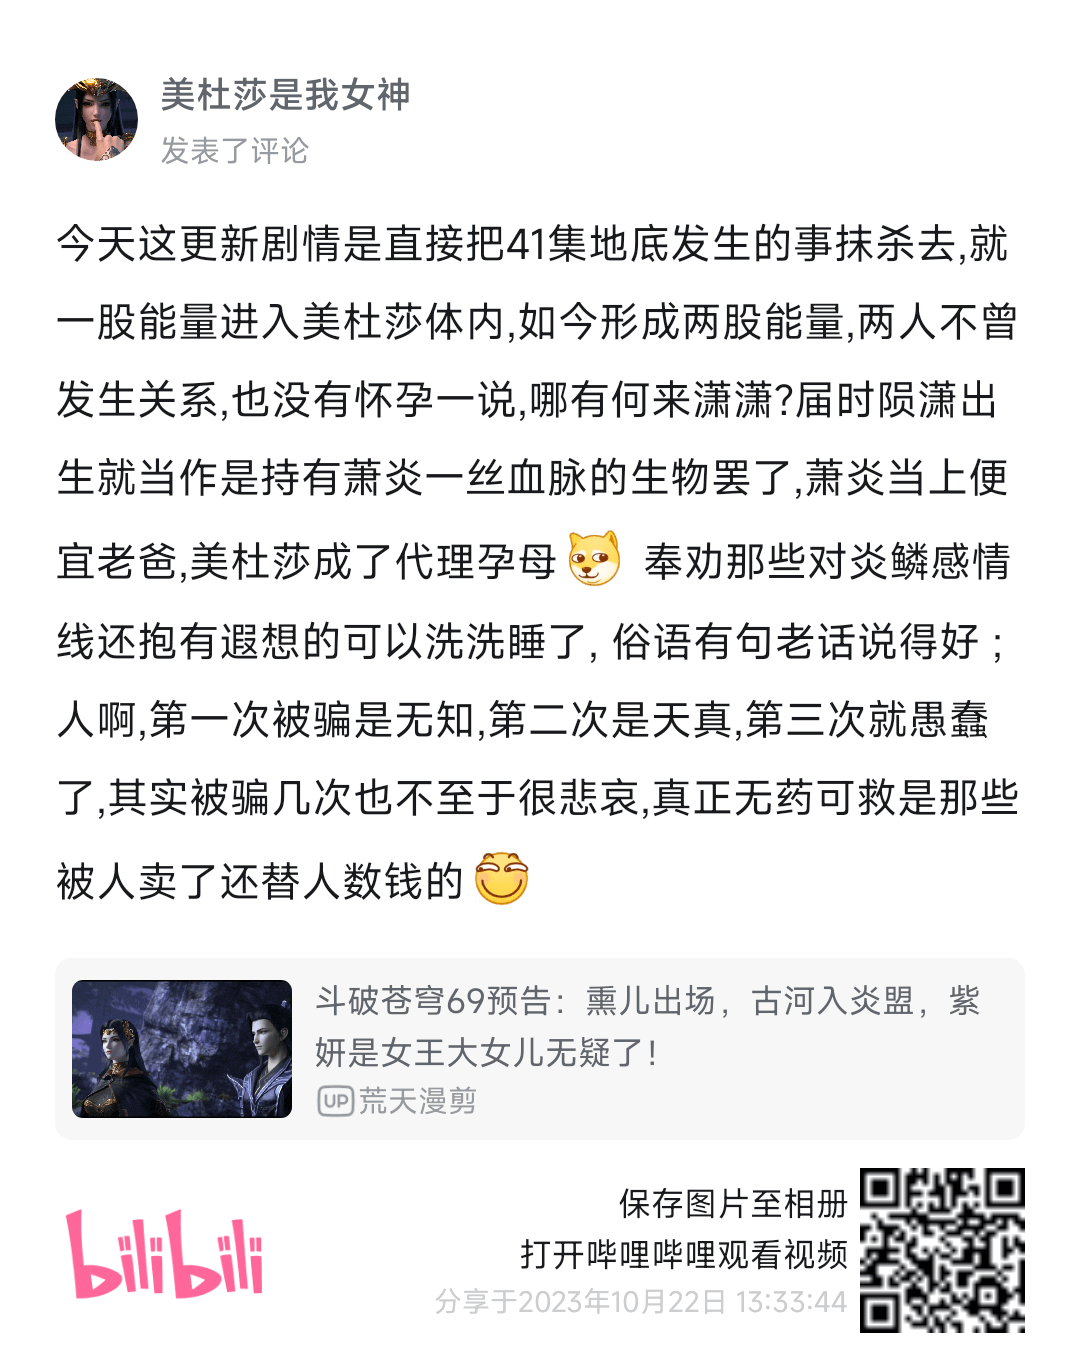 美杜莎是我女神
发表了评论
今天这更新剧情是直接把41集地底发生的事抹杀去,就
一股能量进入美杜莎体内,如今形成两股能量,两人不曾
发生关系,也没有怀孕一说,哪有何来潇潇?届时陨潇出
生就当作是持有萧炎一丝血脉的生物罢了,萧炎当上便
宜老爸,美杜莎成了代理孕母 奉劝那些对炎鳞感情
线还抱有遐想的可以洗洗睡了, 俗语有句老话说得好 ;
人啊,第一次被骗是无知,第二次是天真,第三次就愚蠢
了,其实被骗几次也不至于很悲哀,真正无药可救是那些
被人卖了还替人数钱的
斗破苍穹69预告：熏儿出场，古河入炎盟，紫
妍是女王大女儿无疑了！
UP 荒天漫剪
bilibili
保存图片至相册
打开哔哩哔哩观看视频
分享于2023年10月22日 13:33:44